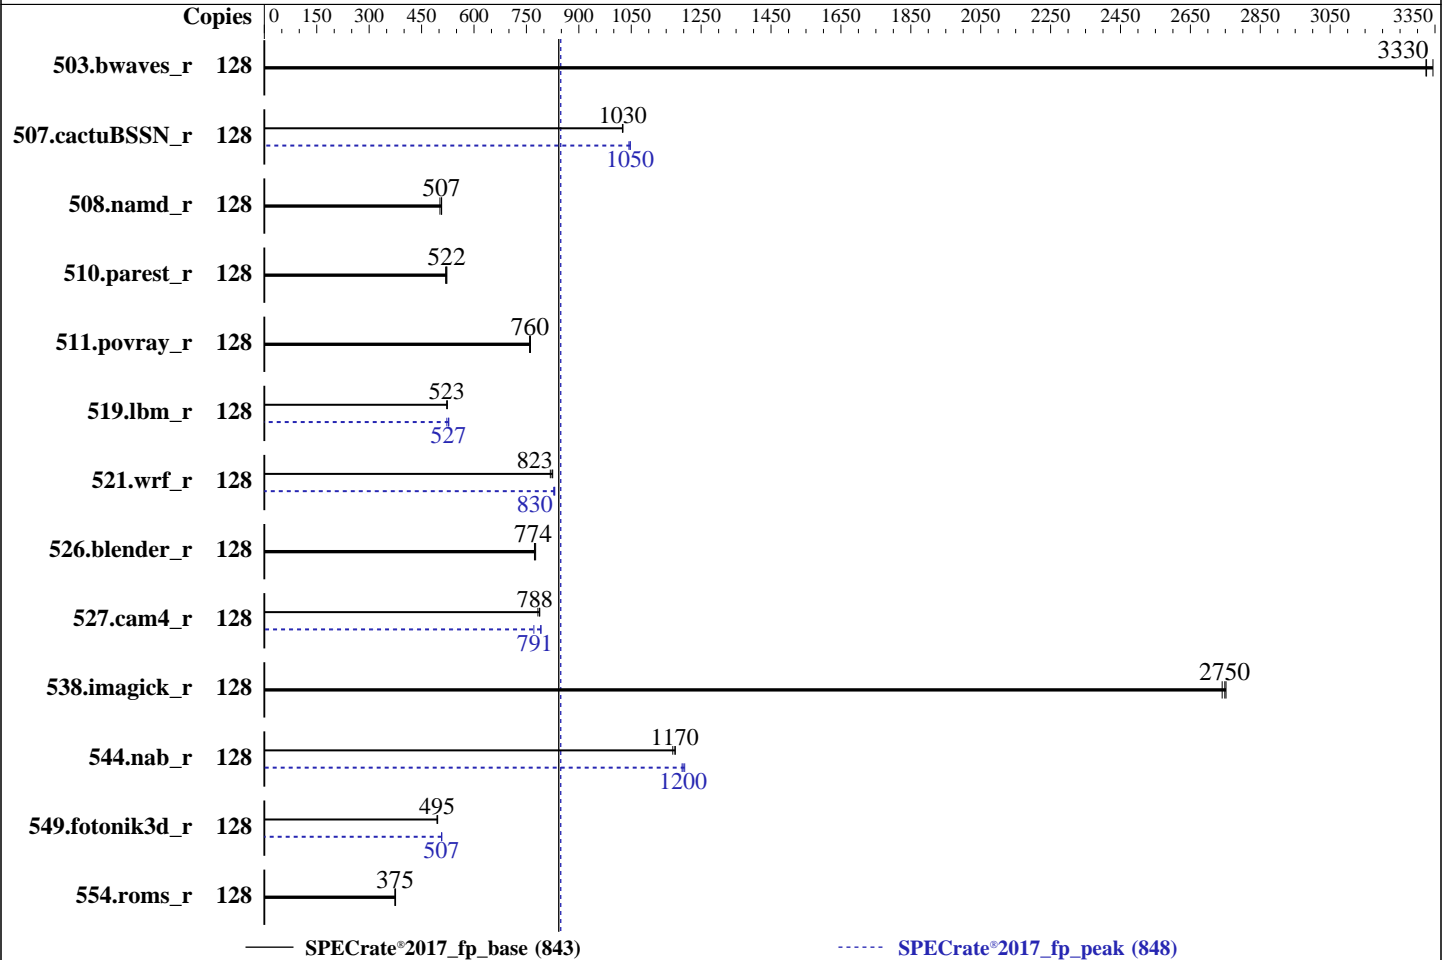 Copies 0 150 300 450 600 750 900 1050 1250 1450 1650 1850 2050 2250 2450 2650 2850 3050 3350
3330
503.bwaves_r 128
1030
507.cactuBSSN_r 128
1050
507
508.namd_r 128
522
510.parest_r 128
760
511.povray_r 128
523
519.lbm_r 128
527
823
521.wrf_r 128
830
774
526.blender_r 128
788
527.cam4_r 128
791
2750
538.imagick_r 128
1170
544.nab_r 128
1200
495
549.fotonik3d_r 128
507
375
554.roms_r 128
SPECrate®2017_fp_base (843) SPECrate®2017_fp_peak (848)